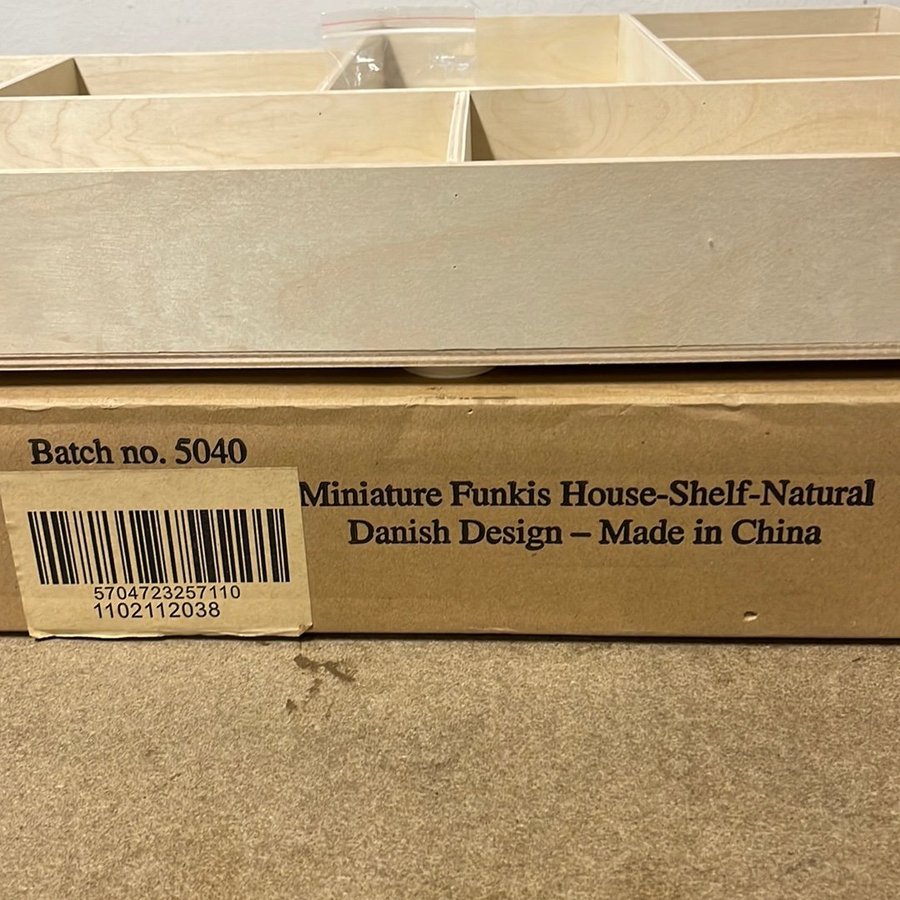 Batch no. 5040
Miniature Funkis House-Shelf-Natural
Danish Design – Made in China
5704723257110
1102112038